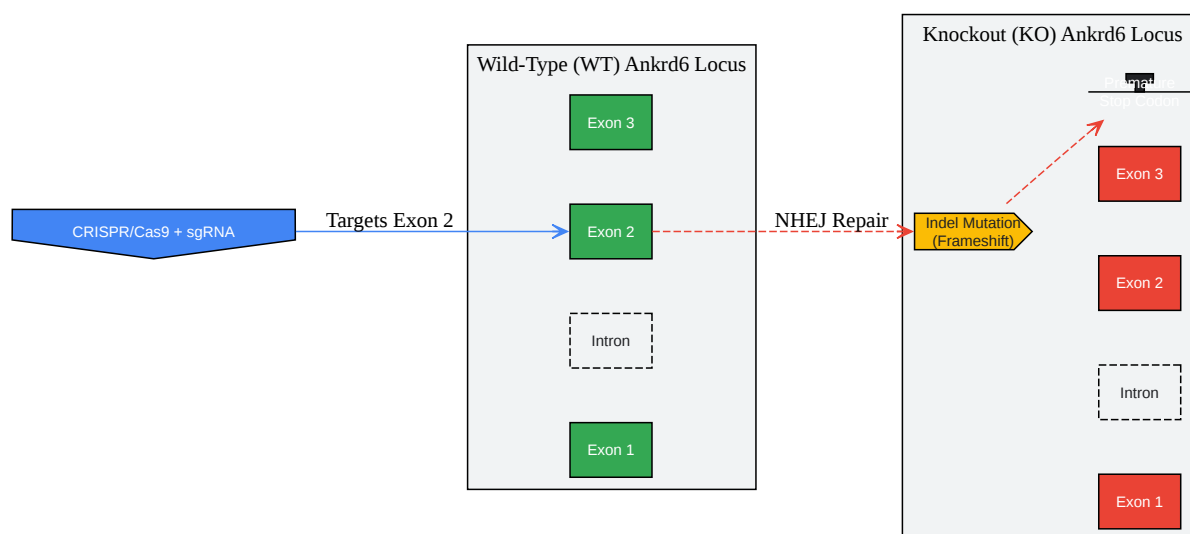 CRISPR/Cas9 + sgRNA
Targets Exon 2
Wild-Type (WT) Ankrd6 Locus
Exon 3
Exon 2
Intron
Exon 1
NHEJ Repair
Knockout (KO) Ankrd6 Locus
Premature
Stop Codon
Indel Mutation
(Frameshift)
Exon 3
Exon 2
Intron
Exon 1